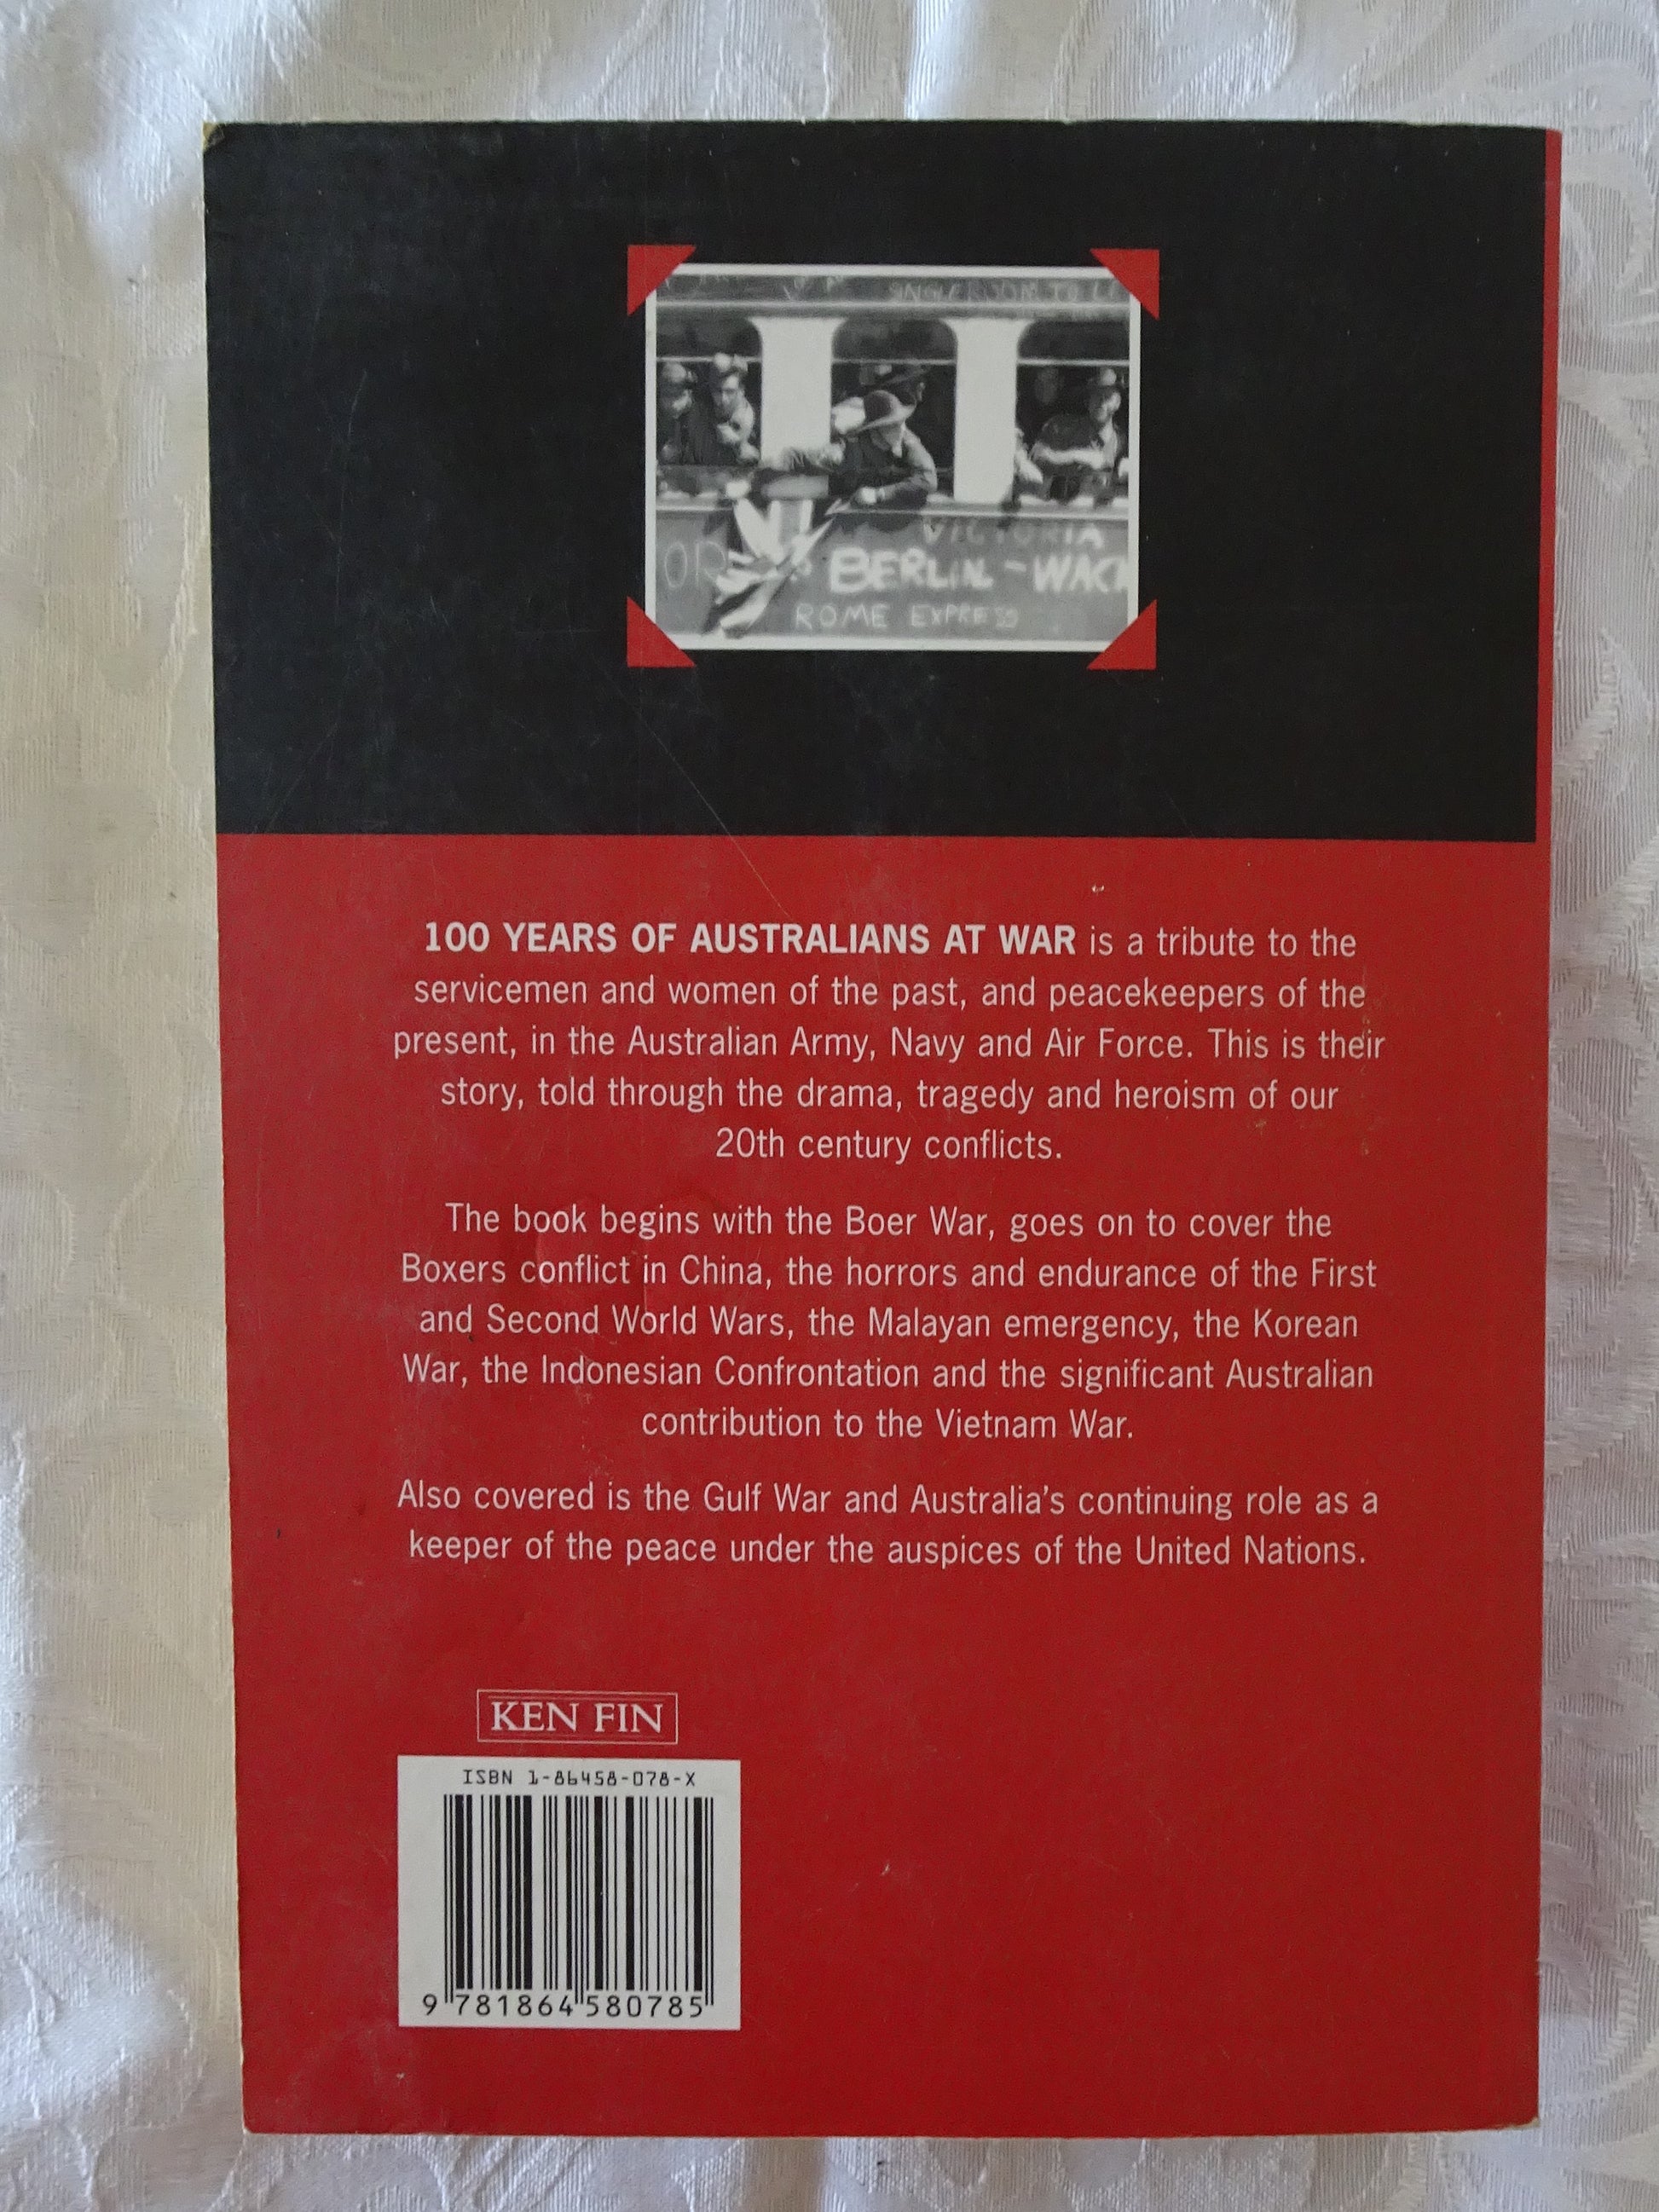 VICTORIA
BERLIN - WACK
ROME EXPRESS
100 YEARS OF AUSTRALIANS AT WAR is a tribute to the
servicemen and women of the past, and peacekeepers of the
present, in the Australian Army, Navy and Air Force. This is their
story, told through the drama, tragedy and heroism of our
20th century conflicts.
The book begins with the Boer War, goes on to cover the
Boxers conflict in China, the horrors and endurance of the First
and Second World Wars, the Malayan emergency, the Korean
War, the Indonesian Confrontation and the significant Australian
contribution to the Vietnam War.
Also covered is the Gulf War and Australia's continuing role as a
keeper of the peace under the auspices of the United Nations.
KEN FIN
ISBN 1-86458-078-X
9 781864 580785